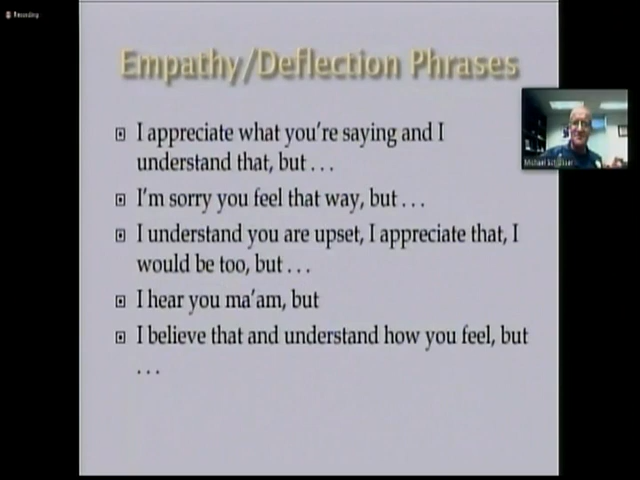 Recording
Empathy/Deflection Phrases
I appreciate what you're saying and I
understand that, but . . .
I'm sorry you feel that way, but . . .
I understand you are upset, I appreciate that, I
would be too, but . . .
I hear you ma'am, but
I believe that and understand how you feel, but
. . .
Michael